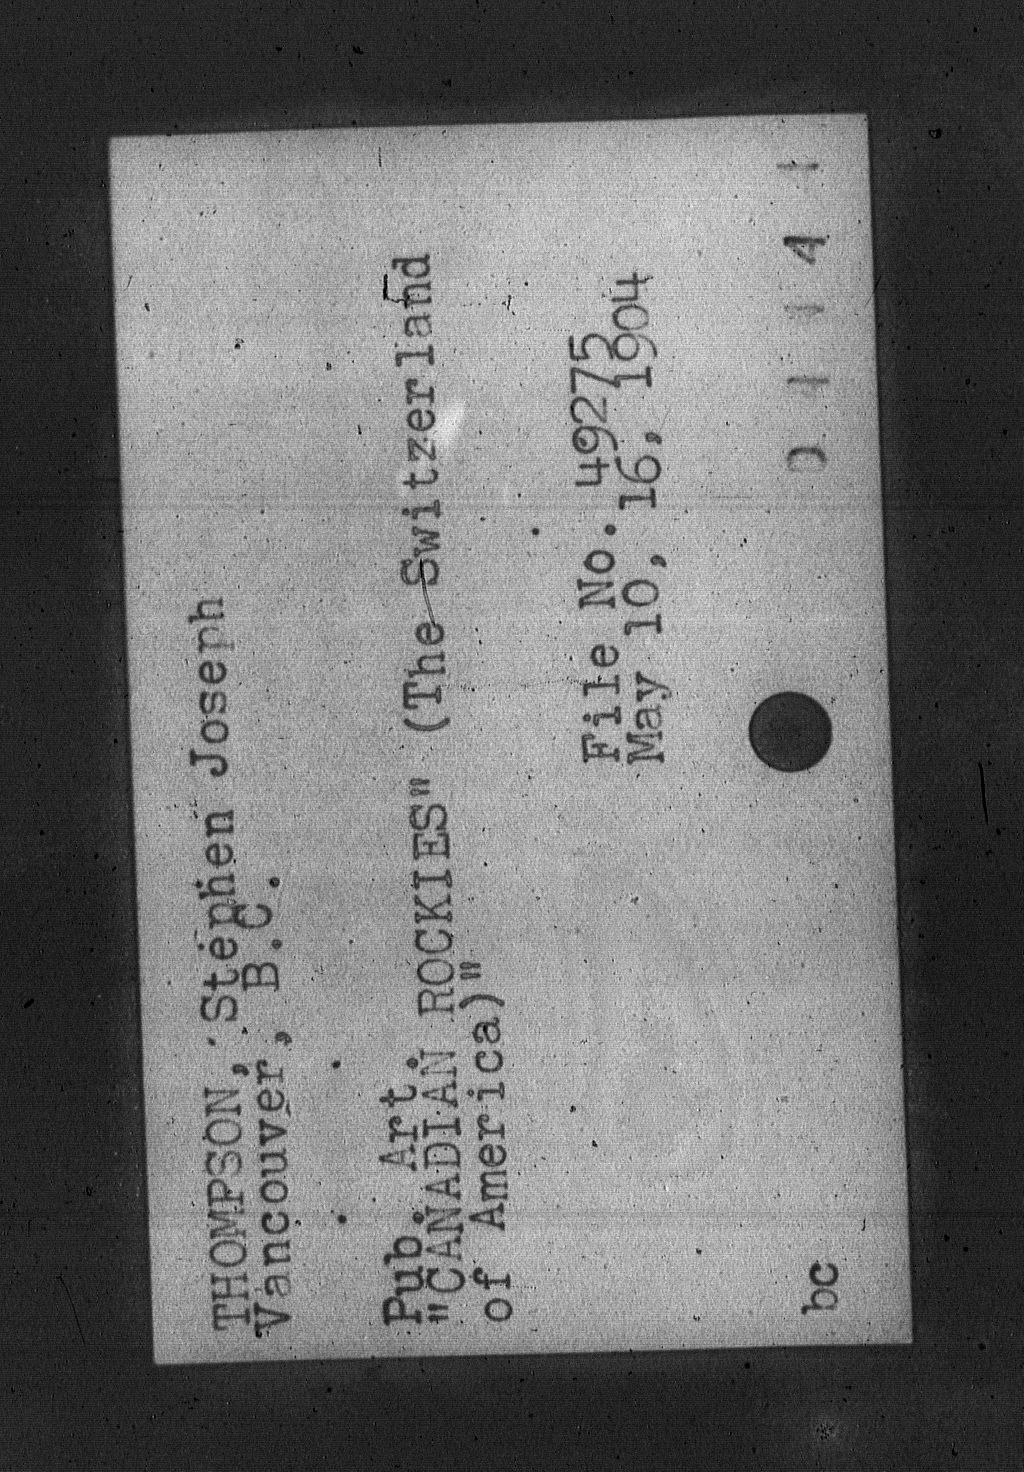 THOMPSON, Stephen Joseph
Vancouver, B.C.
Pub. Art.
"CANADIAN ROCKIES" (The Switzerland
of America)"
File No. 49275
May 10, 16, 1904
bc